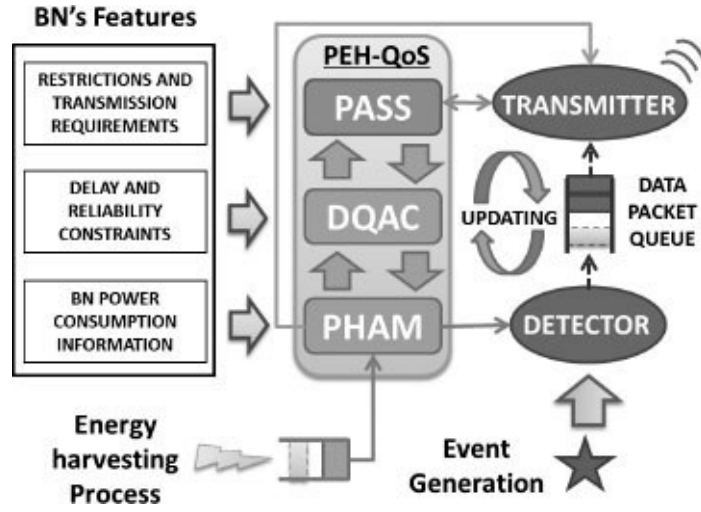 BN's Features
RESTRICTIONS AND
TRANSMISSION
REQUIREMENTS
DELAY AND
RELIABILITY
CONSTRAINTS
BN POWER
CONSUMPTION
INFORMATION
PEH-QoS
PASS
DQAC
PHAM
TRANSMITTER
UPDATING
DATA
PACKET
QUEUE
DETECTOR
Energy
harvesting
Process
Event
Generation